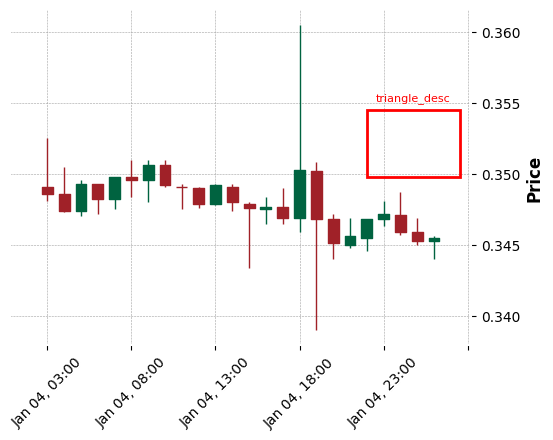 0.360
triangle_desc
0.355
0.350
0.345
0.340
Price
Jan 04, 03:00
Jan 04, 08:00
Jan 04, 13:00
Jan 04, 18:00
Jan 04, 23:00